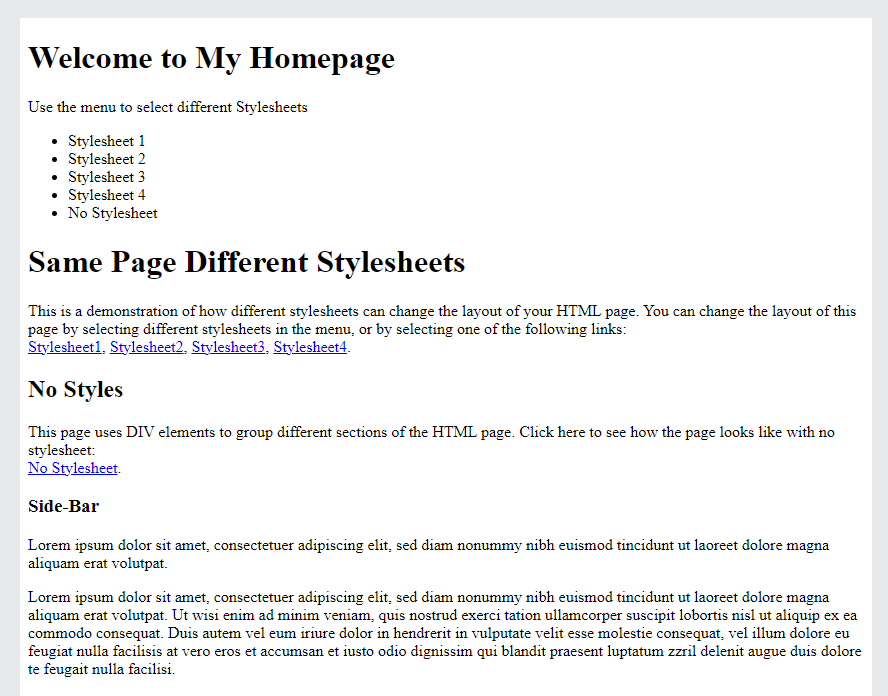 Welcome to My Homepage
Use the menu to select different Stylesheets
Stylesheet 1
Stylesheet 2
Stylesheet 3
Stylesheet 4
No Stylesheet
Same Page Different Stylesheets
This is a demonstration of how different stylesheets can change the layout of your HTML page. You can change the layout of this
page by selecting different stylesheets in the menu, or by selecting one of the following links:
Stylesheet1, Stylesheet2, Stylesheet3, Stylesheet4.
No Styles
This page uses DIV elements to group different sections of the HTML page. Click here to see how the page looks like with no
stylesheet:
No Stylesheet.
Side-Bar
Lorem ipsum dolor sit amet, consectetuer adipiscing elit, sed diam nonummy nibh euismod tincidunt ut laoreet dolore magna
aliquam erat volutpat.
Lorem ipsum dolor sit amet, consectetuer adipiscing elit, sed diam nonummy nibh euismod tincidunt ut laoreet dolore magna
aliquam erat volutpat. Ut wisi enim ad minim veniam, quis nostrud exerci tation ullamcorper suscipit lobortis nisl ut aliquip ex ea
commodo consequat. Duis autem vel eum iriure dolor in hendrerit in vulputate velit esse molestie consequat, vel illum dolore eu
feugiat nulla facilisis at vero eros et accumsan et iusto odio dignissim qui blandit praesent luptatum zzril delenit augue duis dolore
te feugait nulla facilisi.